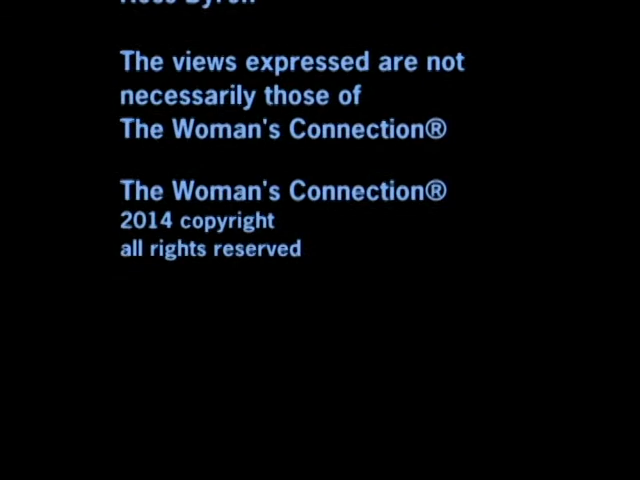 The views expressed are not
necessarily those of
The Woman's Connection®
The Woman's Connection®
2014 copyright
all rights reserved